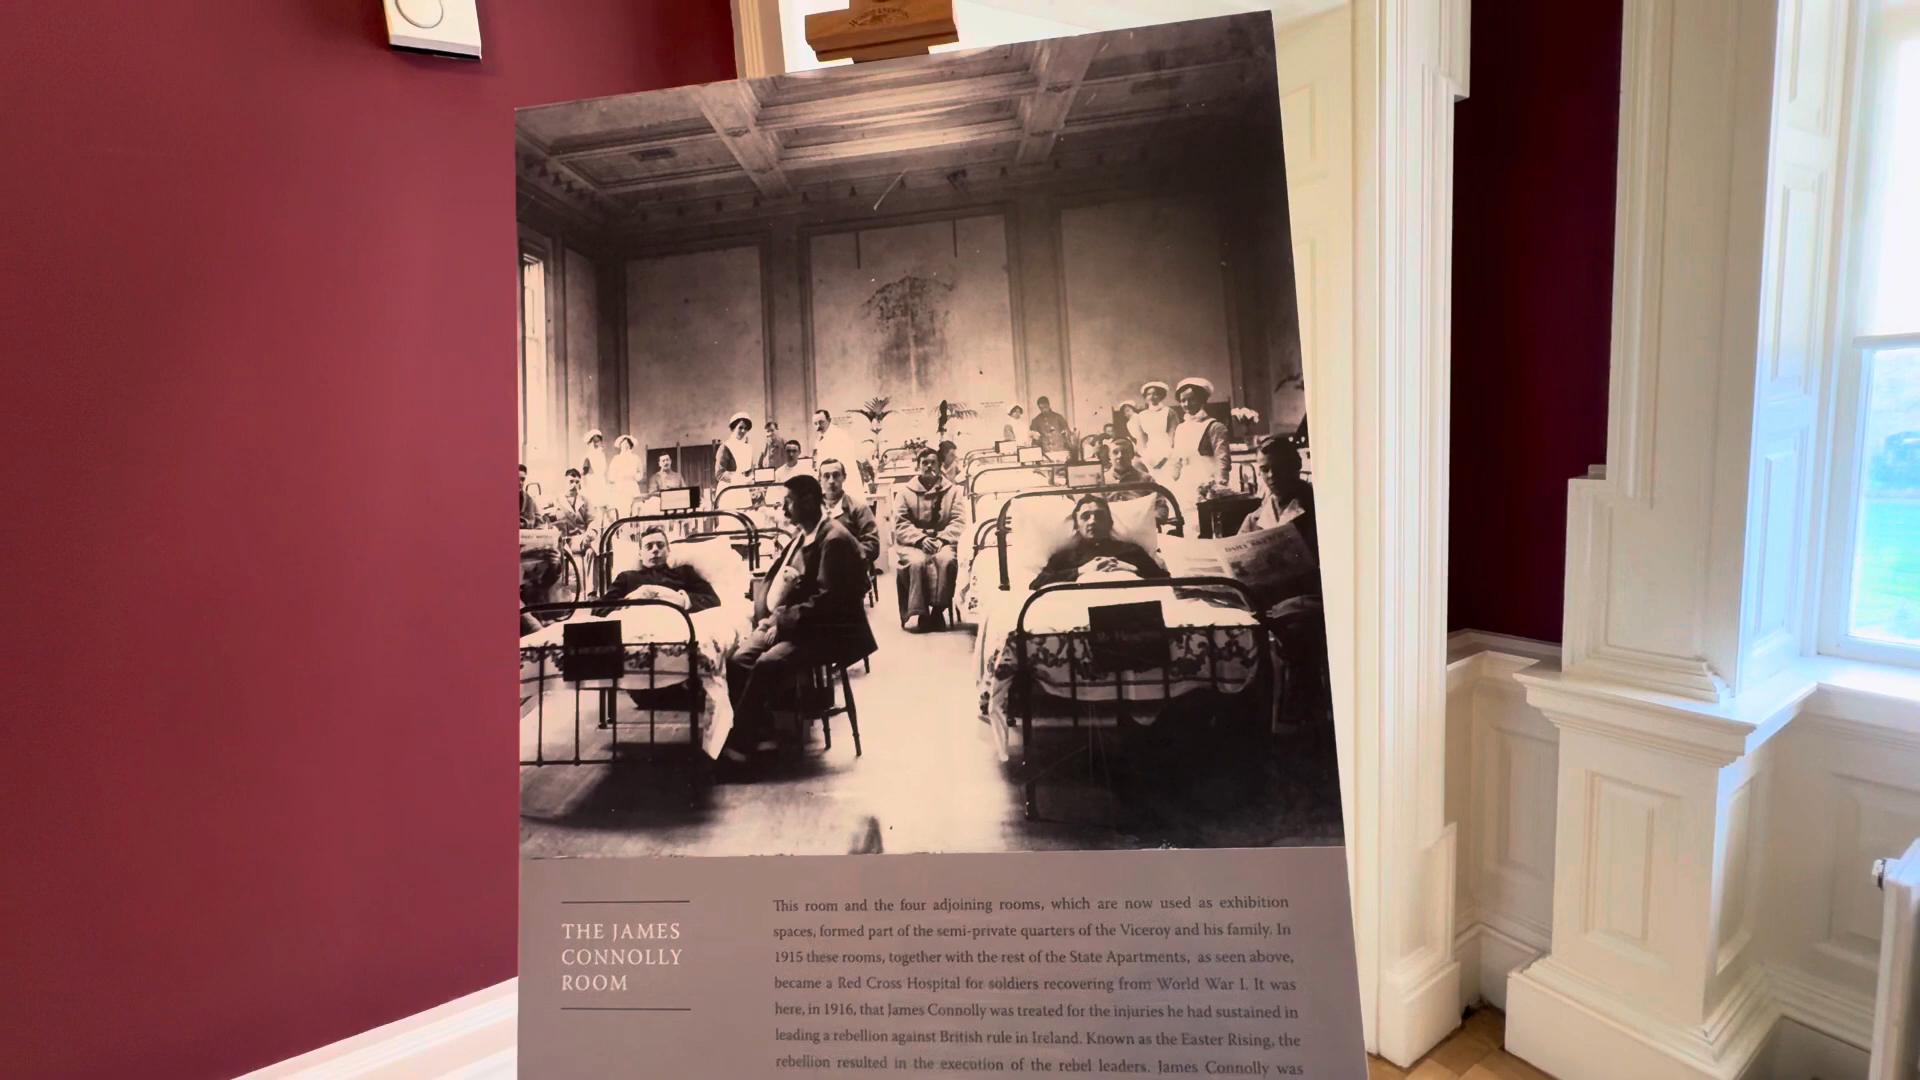 THE JAMES
CONNOLLY
ROOM
This room and the four adjoining rooms, which are now used as exhibition
spaces, formed part of the semi-private quarters of the Viceroy and his family. In
1915 these rooms, together with the rest of the State Apartments, as seen above,
became a Red Cross Hospital for soldiers recovering from World War I. It was
here, in 1916, that James Connolly was treated for the injuries he had sustained in
leading a rebellion against British rule in Ireland. Known as the Easter Rising, the
rebellion resulted in the execution of the rebel leaders. James Connolly was